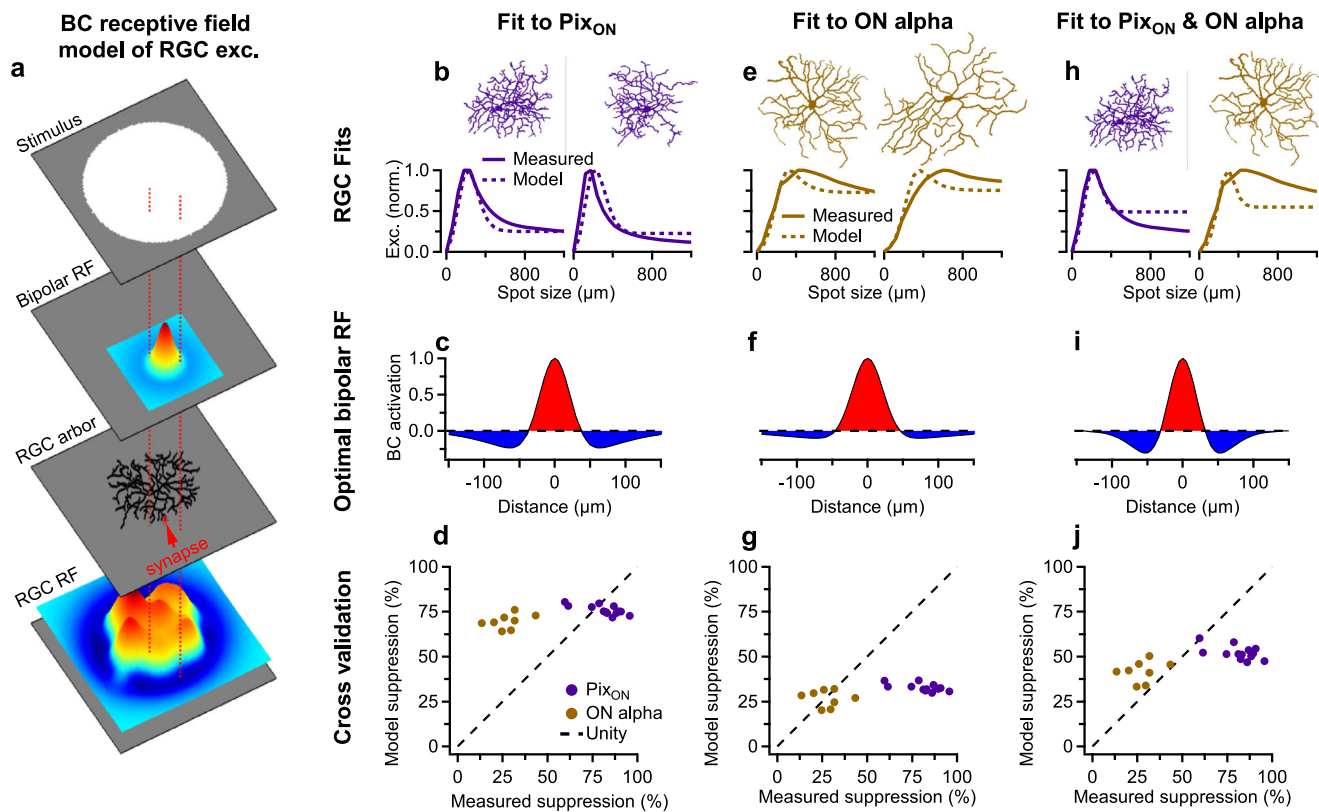 BC receptive field
model of RGC exc.
a
Stimulus
Bipolar RF
RGC arbor
synapse
RGC RF
Fit to PixON
Fit to ON alpha
Fit to PixON & ON alpha
RGC Fits
b
Measured
Model
Exc. (norm.)
1.0
0.5
0.0
0 800 0 800
Spot size (µm)
e
Measured
Model
0 800 0 800
Spot size (µm)
h
0 800 0 800
Spot size (µm)
Optimal bipolar RF
c
BC activation
1.0
0.5
0.0
-100 0 100
Distance (µm)
f
-100 0 100
Distance (µm)
i
-100 0 100
Distance (µm)
Cross validation
d
Model suppression (%)
100
75
50
25
0
PixON
ON alpha
Unity
0 25 50 75 100
Measured suppression (%)
g
Model suppression (%)
100
75
50
25
0
0 25 50 75 100
Measured suppression (%)
j
Model suppression (%)
100
75
50
25
0
0 25 50 75 100
Measured suppression (%)